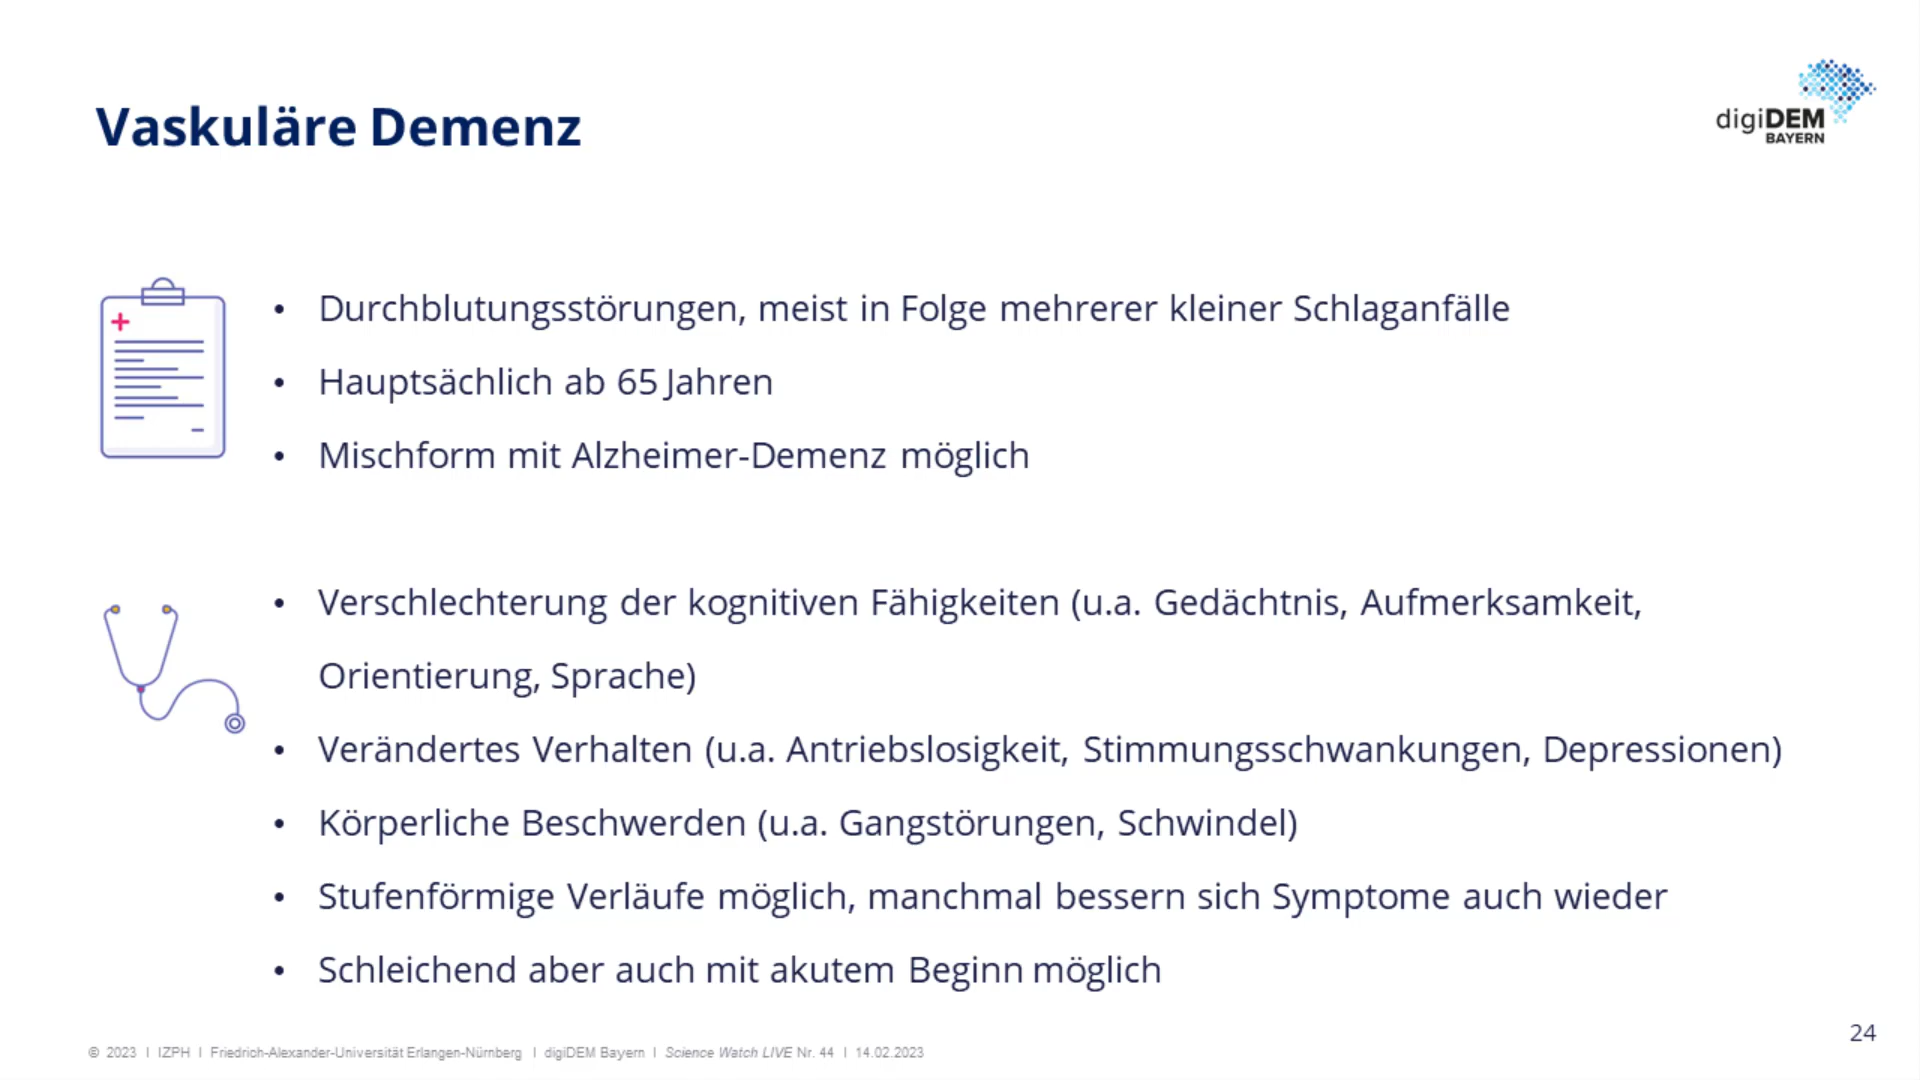 Vaskuläre Demenz
digiDEM
BAYERN
• Durchblutungsstörungen, meist in Folge mehrerer kleiner Schlaganfälle
• Hauptsächlich ab 65 Jahren
• Mischform mit Alzheimer-Demenz möglich
• Verschlechterung der kognitiven Fähigkeiten (u.a. Gedächtnis, Aufmerksamkeit,
Orientierung, Sprache)
• Verändertes Verhalten (u.a. Antriebslosigkeit, Stimmungsschwankungen, Depressionen)
• Körperliche Beschwerden (u.a. Gangstörungen, Schwindel)
• Stufenförmige Verläufe möglich, manchmal bessern sich Symptome auch wieder
• Schleichend aber auch mit akutem Beginn möglich
24
© 2023 I IZPH I Friedrich-Alexander-Universität Erlangen-Nürnberg I digiDEM Bayern I Science Watch LIVE Nr. 44 I 14.02.2023